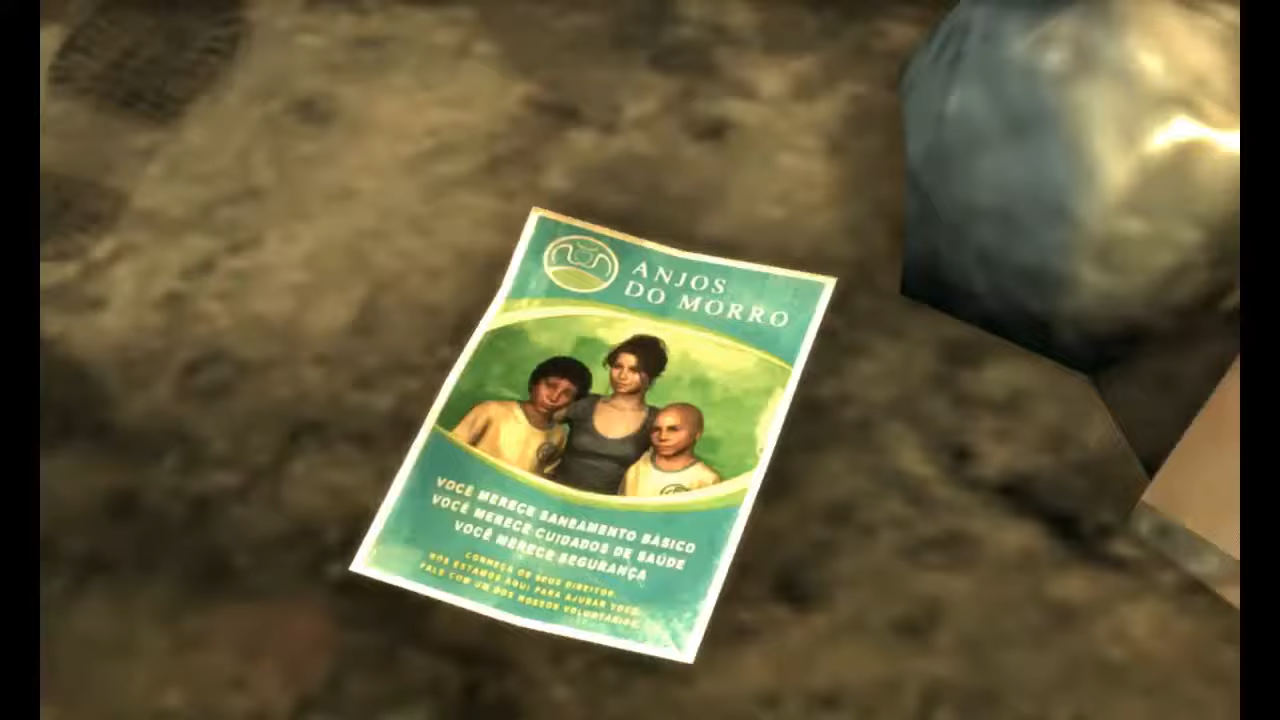 ANJOS
DO MORRO
VOCÊ MERECE SANEAMENTO BÁSICO
VOCÊ MERECE CUIDADOS DE SAÚDE
VOCÊ MERECE SEGURANÇA
CONHEÇA OS SEUS DIREITOS.
NÓS ESTAMOS AQUI PARA AJUDAR VOCÊ.
FALE COM UM DOS NOSSOS VOLUNTÁRIOS.